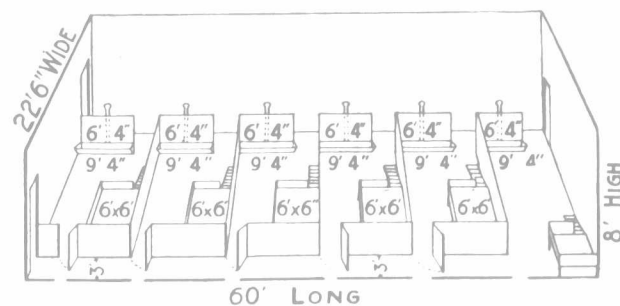 22'6" WIDE
6' 4" 6' 4" 6' 4" 6' 4" 6' 4" 6' 4"
9' 4" 9' 4" 9' 4" 9' 4" 9' 4" 9' 4"
6'x6' 6'x6" 6'x6" 6'x6' 6'x6'
8' HIGH
3' 3'
60' LONG